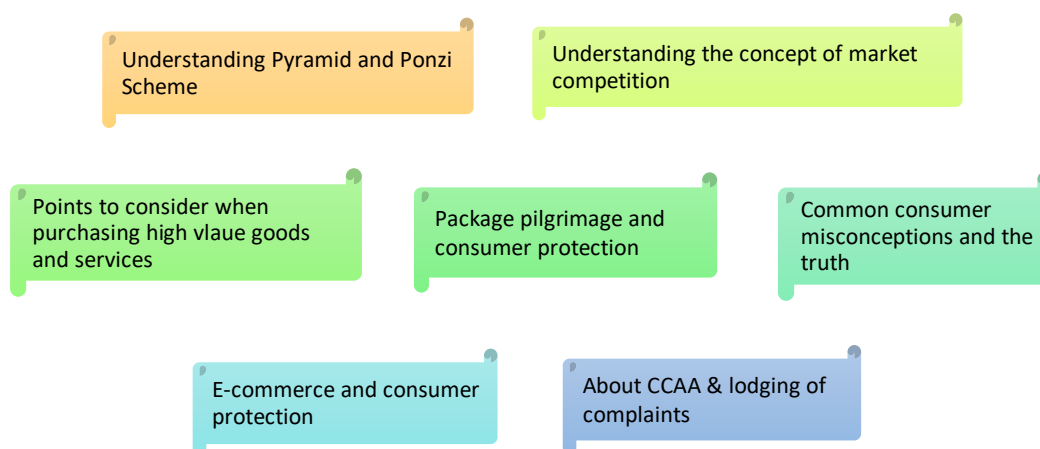 Understanding Pyramid and Ponzi
Scheme
Understanding the concept of market
competition
Points to consider when
purchasing high vlaue goods
and services
Package pilgrimage and
consumer protection
Common consumer
misconceptions and the
truth
E-commerce and consumer
protection
About CCAA & lodging of
complaints